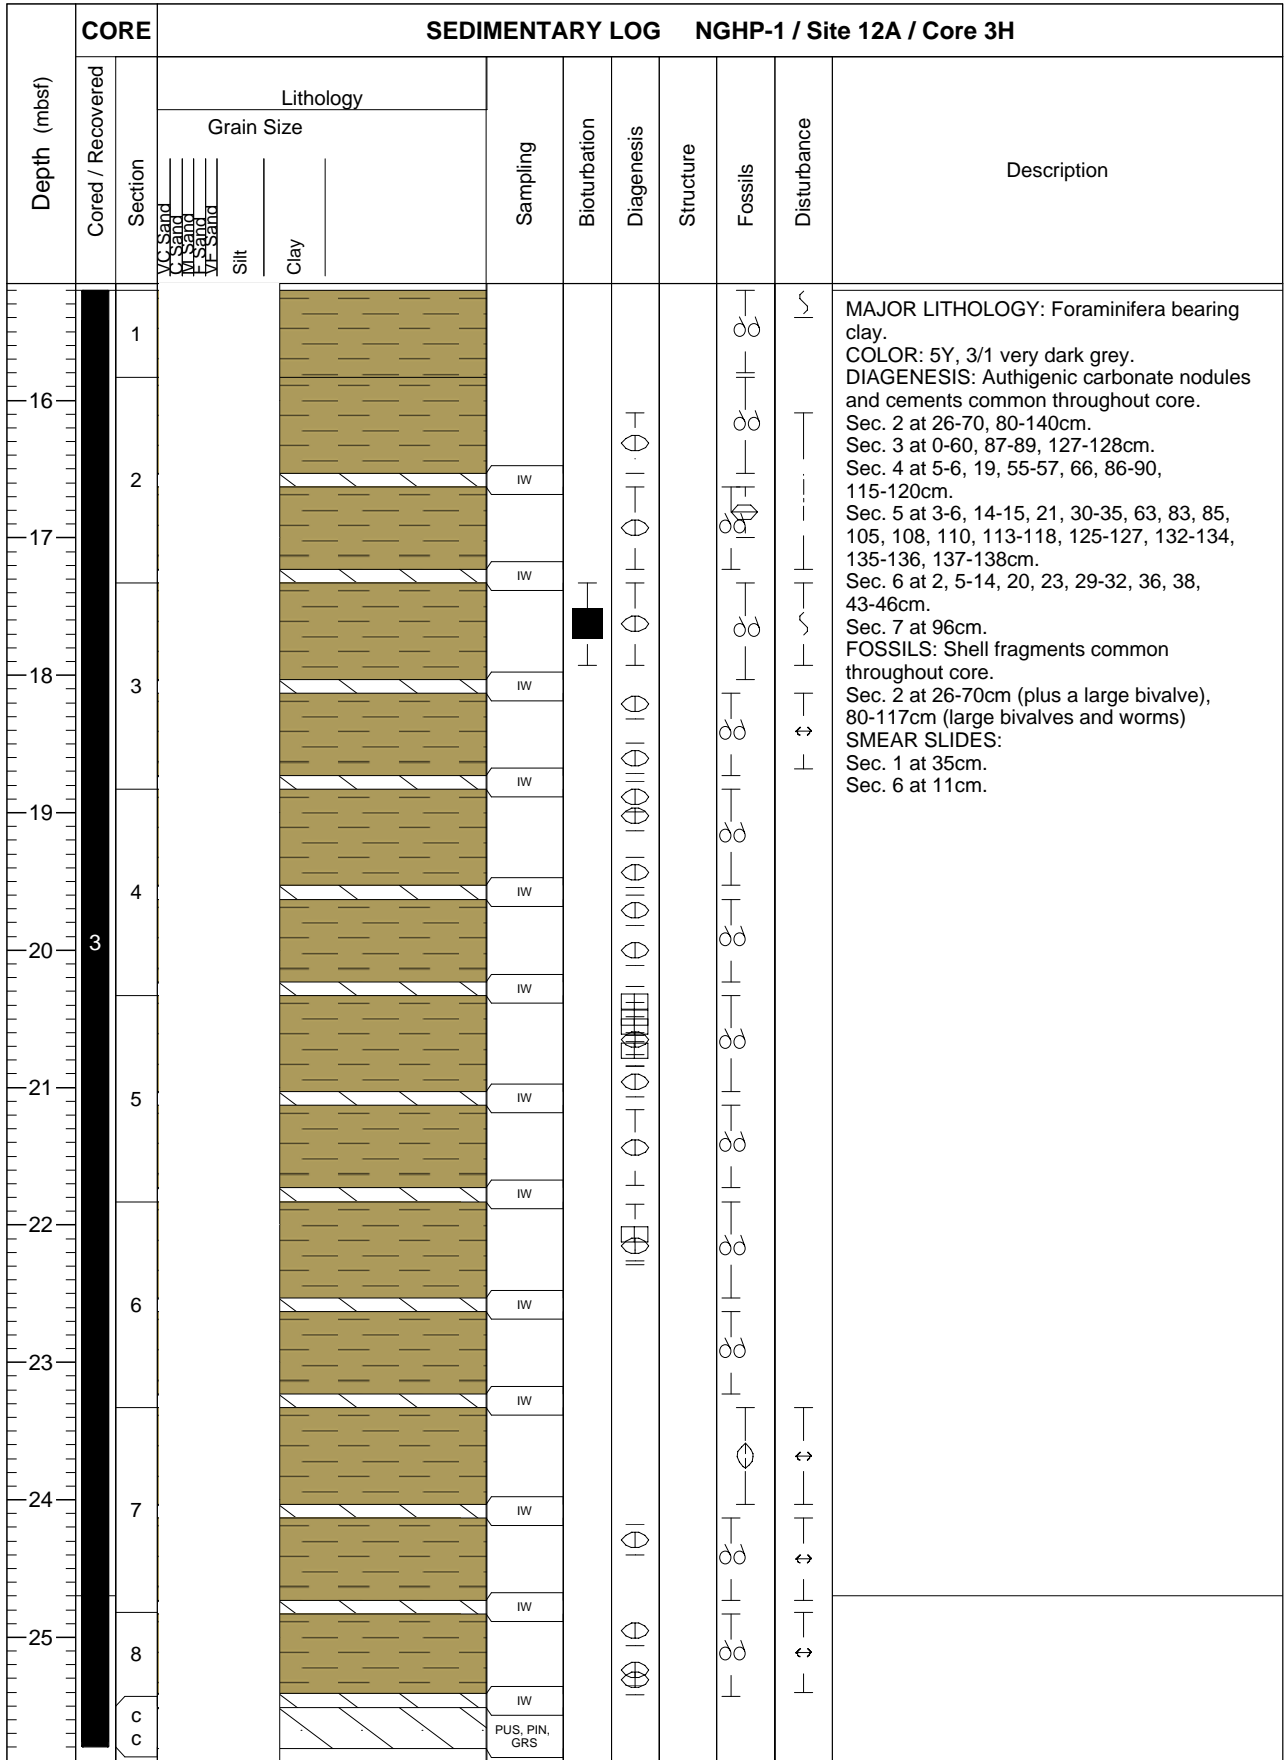 CORE
SEDIMENTARY LOG NGHP-1 / Site 12A / Core 3H
Depth (mbsf)
Cored / Recovered
Section
Lithology
Grain Size
VC Sand
C Sand
M Sand
F Sand
VF Sand
Silt
Clay
Sampling
Bioturbation
Diagenesis
Structure
Fossils
Disturbance
Description
MAJOR LITHOLOGY: Foraminifera bearing
clay.
COLOR: 5Y, 3/1 very dark grey.
DIAGENESIS: Authigenic carbonate nodules
and cements common throughout core.
Sec. 2 at 26-70, 80-140cm.
Sec. 3 at 0-60, 87-89, 127-128cm.
Sec. 4 at 5-6, 19, 55-57, 66, 86-90,
115-120cm.
Sec. 5 at 3-6, 14-15, 21, 30-35, 63, 83, 85,
105, 108, 110, 113-118, 125-127, 132-134,
135-136, 137-138cm.
Sec. 6 at 2, 5-14, 20, 23, 29-32, 36, 38,
43-46cm.
Sec. 7 at 96cm.
FOSSILS: Shell fragments common
throughout core.
Sec. 2 at 26-70cm (plus a large bivalve),
80-117cm (large bivalves and worms)
SMEAR SLIDES:
Sec. 1 at 35cm.
Sec. 6 at 11cm.
1
16
2
IW
17
IW
18
3
IW
IW
19
4
IW
20
3
IW
21
5
IW
IW
22
6
IW
23
IW
24
7
IW
IW
25
8
IW
C
C
PUS, PIN,
GRS